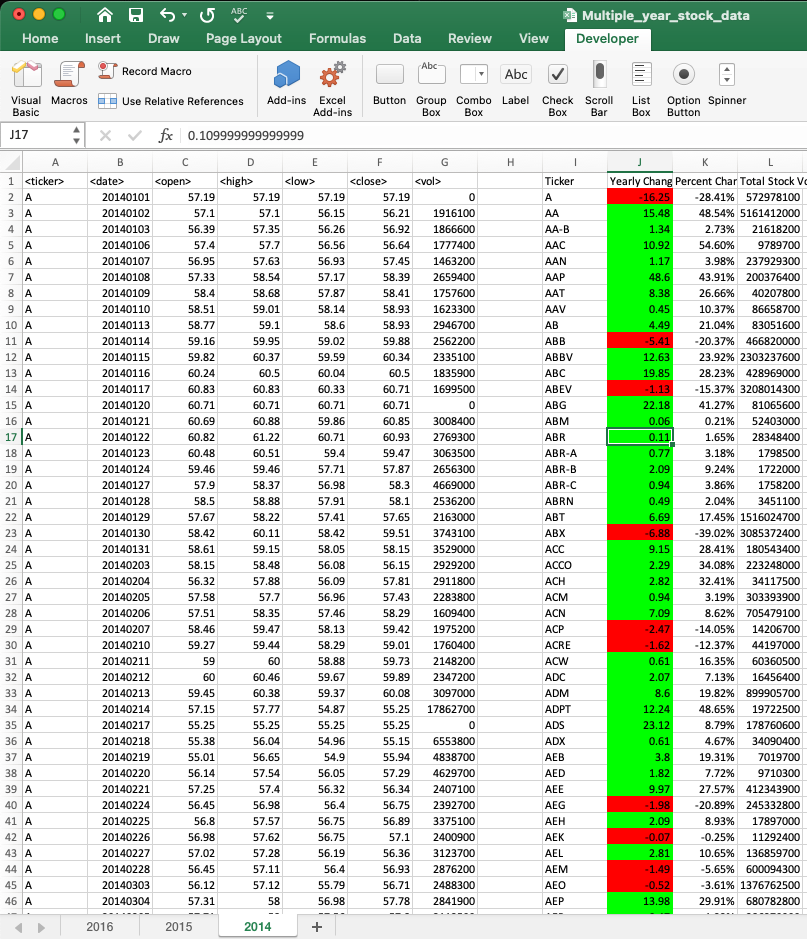 ABC
Multiple_year_stock_data
Home Insert Draw Page Layout Formulas Data Review View Developer
Record Macro
Use Relative References
Visual Basic Macros Add-ins Excel Add-ins Button Group Box Combo Box Label Check Box Scroll Bar List Box Option Button Spinner
Abc Abc
J17 fx 0.109999999999999
A B C D E F G H I J K L
1 <ticker> <date> <open> <high> <low> <close> <vol> Ticker Yearly Chang Percent Char Total Stock Vo
2 A 20140101 57.19 57.19 57.19 57.19 0 A -16.25 -28.41% 572978100
3 A 20140102 57.1 57.1 56.15 56.21 1916100 AA 15.48 48.54% 5161412000
4 A 20140103 56.39 57.35 56.26 56.92 1866600 AA-B 1.34 2.73% 21618200
5 A 20140106 57.4 57.7 56.56 56.64 1777400 AAC 10.92 54.60% 9789700
6 A 20140107 56.95 57.63 56.93 57.45 1463200 AAN 1.17 3.98% 237929300
7 A 20140108 57.33 58.54 57.17 58.39 2659400 AAP 48.6 43.91% 200376400
8 A 20140109 58.4 58.68 57.87 58.41 1757600 AAT 8.38 26.66% 40207800
9 A 20140110 58.51 59.01 58.14 58.93 1623300 AAV 0.45 10.37% 86658700
10 A 20140113 58.77 59.1 58.6 58.93 2946700 AB 4.49 21.04% 83051600
11 A 20140114 59.16 59.95 59.02 59.88 2562200 ABB -5.41 -20.37% 466820000
12 A 20140115 59.82 60.37 59.59 60.34 2335100 ABBV 12.63 23.92% 2303237600
13 A 20140116 60.24 60.5 60.04 60.5 1835900 ABC 19.85 28.23% 428969000
14 A 20140117 60.83 60.83 60.33 60.71 1699500 ABEV -1.13 -15.37% 3208014300
15 A 20140120 60.71 60.71 60.71 60.71 0 ABG 22.18 41.27% 81065600
16 A 20140121 60.69 60.88 59.86 60.85 3008400 ABM 0.06 0.21% 52403000
17 A 20140122 60.82 61.22 60.71 60.93 2769300 ABR 0.11 1.65% 28348400
18 A 20140123 60.48 60.51 59.4 59.47 3063500 ABR-A 0.77 3.18% 1798500
19 A 20140124 59.46 59.46 57.71 57.87 2656300 ABR-B 2.09 9.24% 1722000
20 A 20140127 57.9 58.37 56.98 58.3 4669000 ABR-C 0.94 3.86% 1758200
21 A 20140128 58.5 58.88 57.91 58.1 2536200 ABRN 0.49 2.04% 3451100
22 A 20140129 57.67 58.22 57.41 57.65 2163000 ABT 6.69 17.45% 1516024700
23 A 20140130 58.42 60.11 58.42 59.51 3743100 ABX -6.88 -39.02% 3085372400
24 A 20140131 58.61 59.15 58.05 58.15 3529000 ACC 9.15 28.41% 180543400
25 A 20140203 58.15 58.48 56.08 56.15 2929200 ACCO 2.29 34.08% 223248000
26 A 20140204 56.32 57.88 56.09 57.81 2911800 ACH 2.82 32.41% 34117500
27 A 20140205 57.58 57.7 56.96 57.43 2283800 ACM 0.94 3.19% 303393900
28 A 20140206 57.51 58.35 57.46 58.29 1609400 ACN 7.09 8.62% 705479100
29 A 20140207 58.46 59.47 58.13 59.42 1975200 ACP -2.47 -14.05% 14206700
30 A 20140210 59.27 59.44 58.29 59.01 1760400 ACRE -1.62 -12.37% 44197000
31 A 20140211 59 60 58.88 59.73 2148200 ACW 0.61 16.35% 60360500
32 A 20140212 60 60.46 59.67 59.89 2347200 ADC 2.07 7.13% 16456400
33 A 20140213 59.45 60.38 59.37 60.08 3097000 ADM 8.6 19.82% 899905700
34 A 20140214 57.15 57.77 54.87 55.25 17862700 ADPT 12.24 48.65% 19722500
35 A 20140217 55.25 55.25 55.25 55.25 0 ADS 23.12 8.79% 178760600
36 A 20140218 55.38 56.04 54.96 55.15 6553800 ADX 0.61 4.67% 34090400
37 A 20140219 55.01 56.65 54.9 55.94 4838700 AEB 3.8 19.31% 7019700
38 A 20140220 56.14 57.54 56.05 57.29 4629700 AED 1.82 7.72% 9710300
39 A 20140221 57.25 57.4 56.32 56.34 2407100 AEE 9.97 27.57% 412343900
40 A 20140224 56.45 56.98 56.4 56.75 2392700 AEG -1.98 -20.89% 245332800
41 A 20140225 56.8 57.57 56.75 56.89 3375100 AEH 2.09 8.93% 17897000
42 A 20140226 56.98 57.62 56.75 57.1 2400900 AEK -0.07 -0.25% 11292400
43 A 20140227 57.02 57.28 56.19 56.36 3123700 AEL 2.81 10.65% 136859700
44 A 20140228 56.45 57.11 56.4 56.93 2876200 AEM -1.49 -5.65% 600094300
45 A 20140303 56.12 57.12 55.79 56.71 2488300 AEO -0.52 -3.61% 1376762500
46 A 20140304 57.31 58 56.98 57.78 2841900 AEP 13.98 29.91% 680782800
2016 2015 2014 +